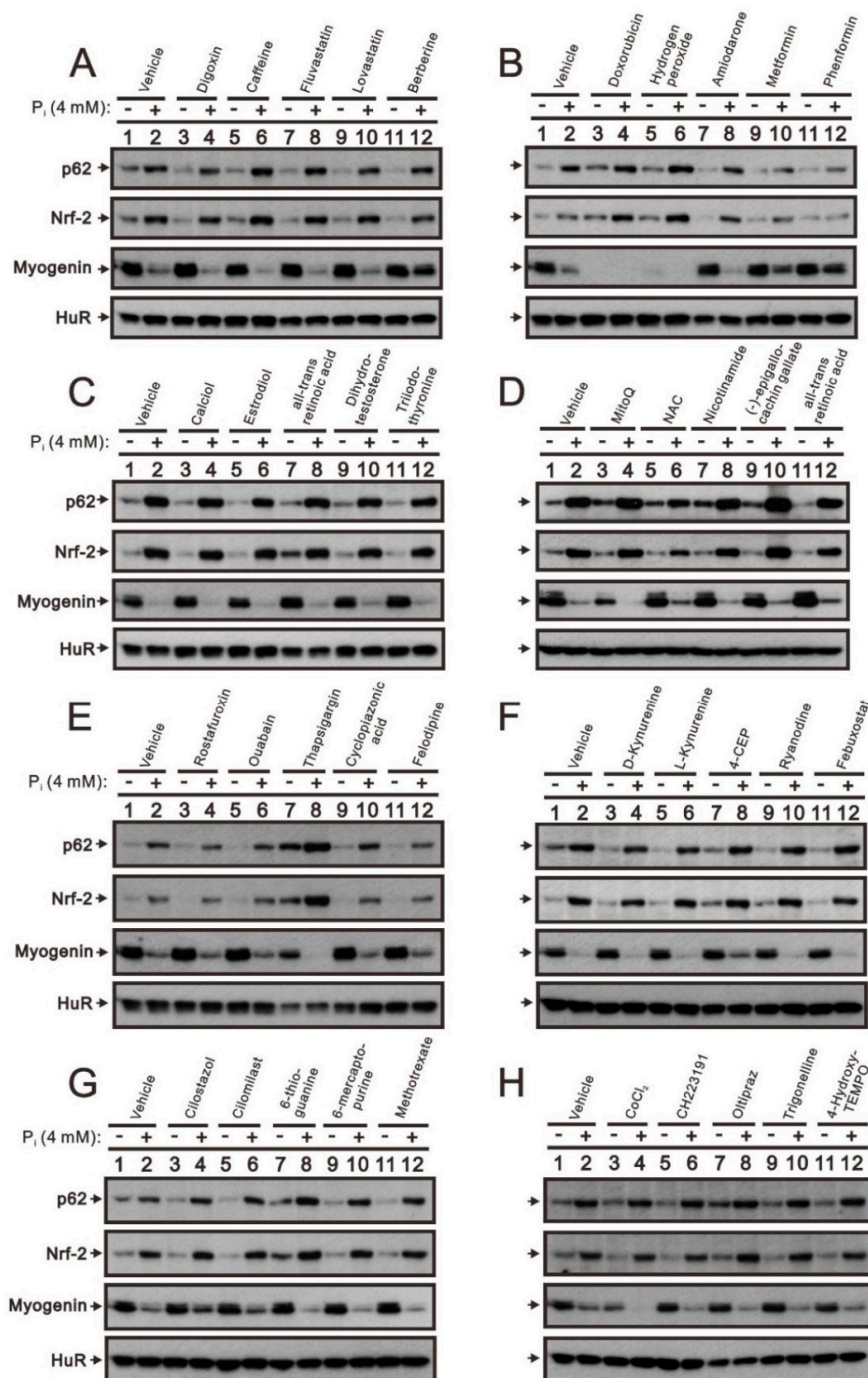 A
Vehicle
Digoxin
Caffeine
Fluvastatin
Lovastatin
Berberine
Pi (4 mM): - + - + - + - + - + - +
1 2 3 4 5 6 7 8 9 10 11 12
p62
Nrf-2
Myogenin
HuR
B
Vehicle
Doxorubicin
Hydrogen
peroxide
Amiodarone
Metformin
Phenformin
- + - + - + - + - + - +
1 2 3 4 5 6 7 8 9 10 11 12
C
Vehicle
Calciol
Estrodiol
all-trans
retinoic acid
Dihydro-
testosterone
Triiodo-
thyronine
Pi (4 mM): - + - + - + - + - + - +
1 2 3 4 5 6 7 8 9 10 11 12
p62
Nrf-2
Myogenin
HuR
D
Vehicle
MitoQ
NAC
Nicotinamide
(-)-epigallo-
cachin gallate
all-trans
retinoic acid
- + - + - + - + - + - +
1 2 3 4 5 6 7 8 9 10 11 12
E
Vehicle
Rostafuroxin
Ouabain
Thapsigargin
Cyclopiazonic
acid
Felodipine
Pi (4 mM): - + - + - + - + - + - +
1 2 3 4 5 6 7 8 9 10 11 12
p62
Nrf-2
Myogenin
HuR
F
Vehicle
D-Kynurenine
L-Kynurenine
4-CEP
Ryanodine
Febuxostat
- + - + - + - + - + - +
1 2 3 4 5 6 7 8 9 10 11 12
G
Vehicle
Cilostazol
Cilomilast
6-thio-
guanine
6-mercapto-
purine
Methotrexate
Pi (4 mM): - + - + - + - + - + - +
1 2 3 4 5 6 7 8 9 10 11 12
p62
Nrf-2
Myogenin
HuR
H
Vehicle
CoCl2
CH223191
Oltipraz
Trigonelline
4-Hydroxy-
TEMPO
- + - + - + - + - + - +
1 2 3 4 5 6 7 8 9 10 11 12